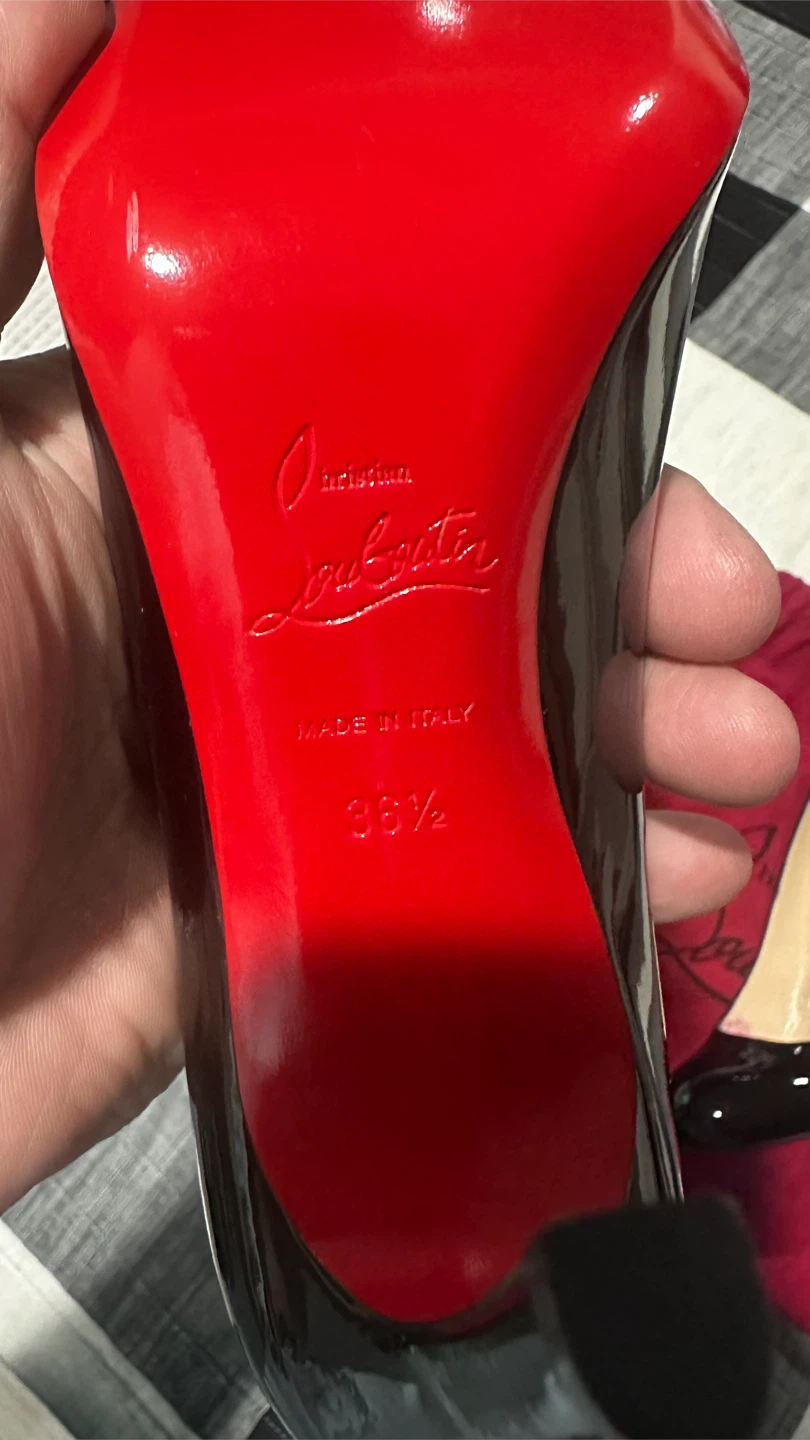 Christian
Louboutin
MADE IN ITALY
36½